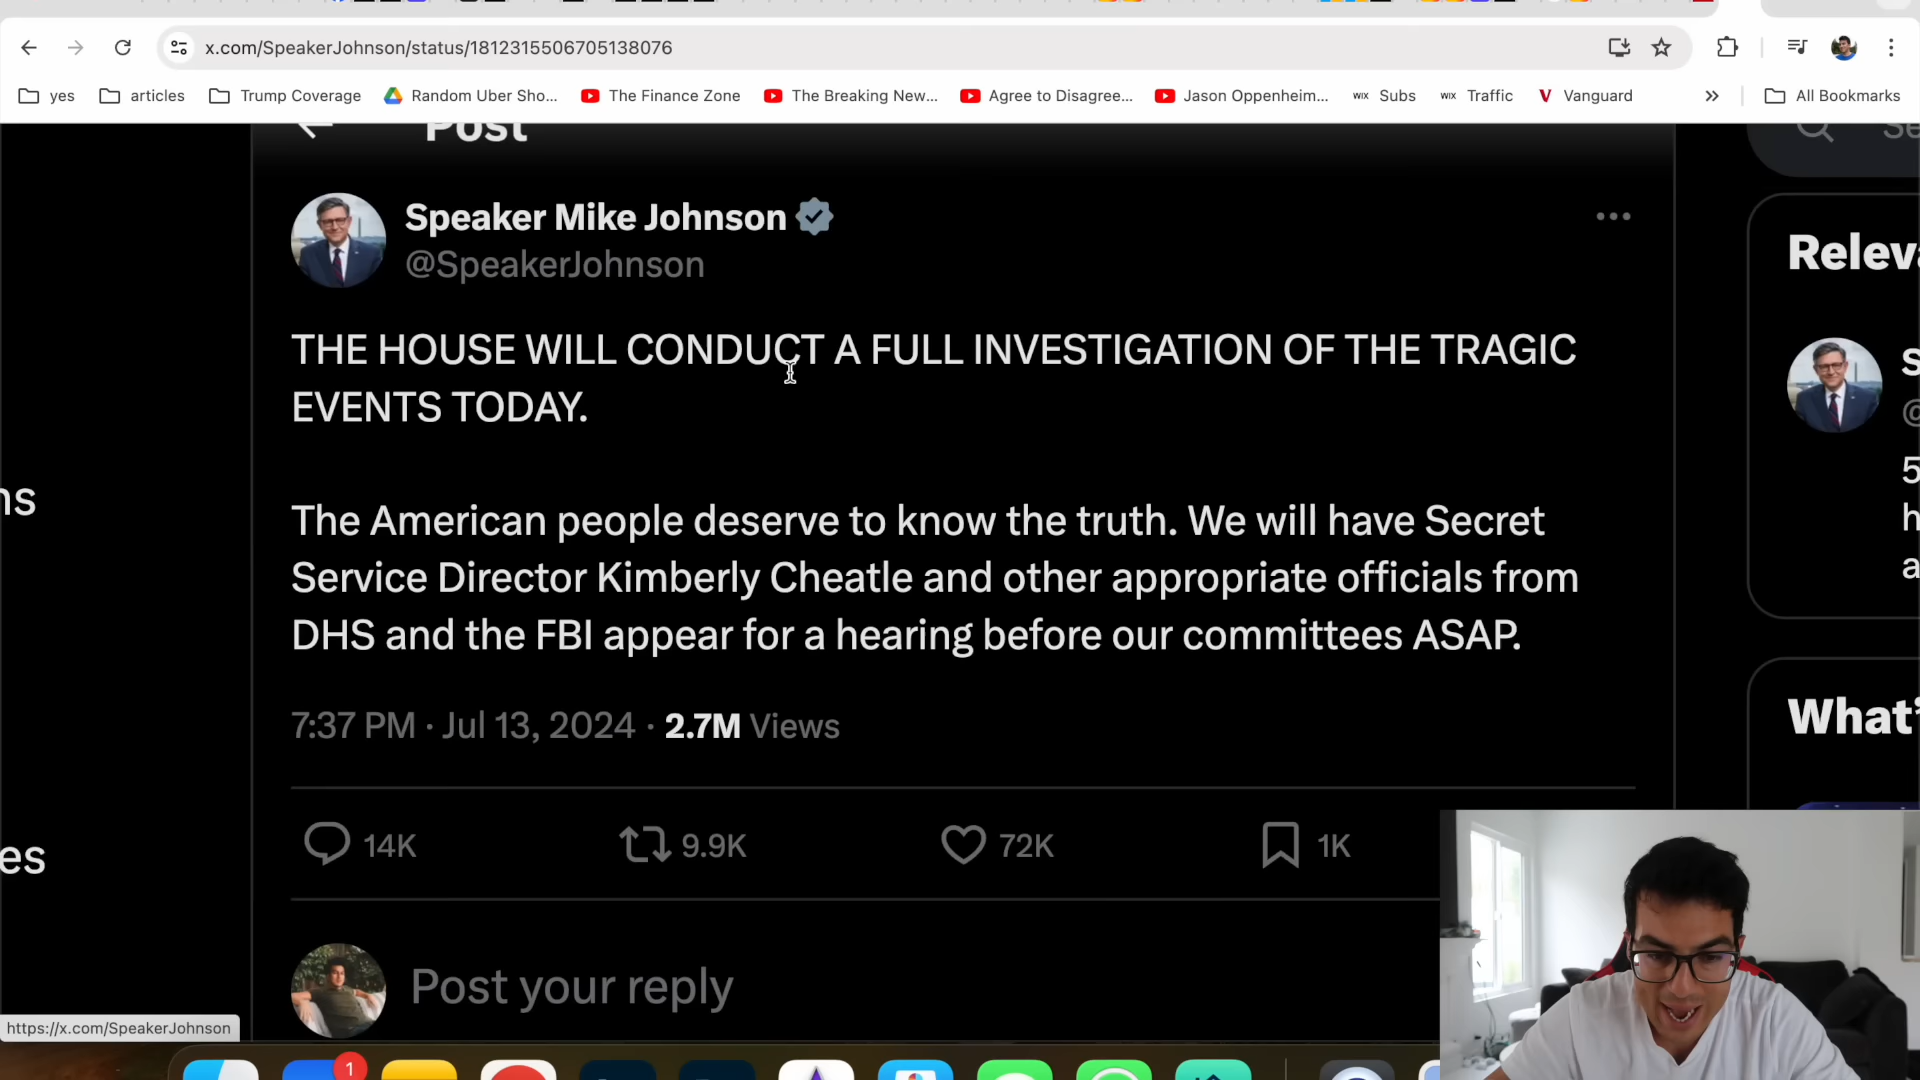 x.com/SpeakerJohnson/status/1812315506705138076
yes articles Trump Coverage Random Uber Sho... The Finance Zone The Breaking New... Agree to Disagree... Jason Oppenheim... WIX Subs WIX Traffic Vanguard » All Bookmarks
Post
Speaker Mike Johnson
@SpeakerJohnson
THE HOUSE WILL CONDUCT A FULL INVESTIGATION OF THE TRAGIC
EVENTS TODAY.
The American people deserve to know the truth. We will have Secret
Service Director Kimberly Cheatle and other appropriate officials from
DHS and the FBI appear for a hearing before our committees ASAP.
7:37 PM · Jul 13, 2024 · 2.7M Views
14K 9.9K 72K 1K
Post your reply
https://x.com/SpeakerJohnson
1